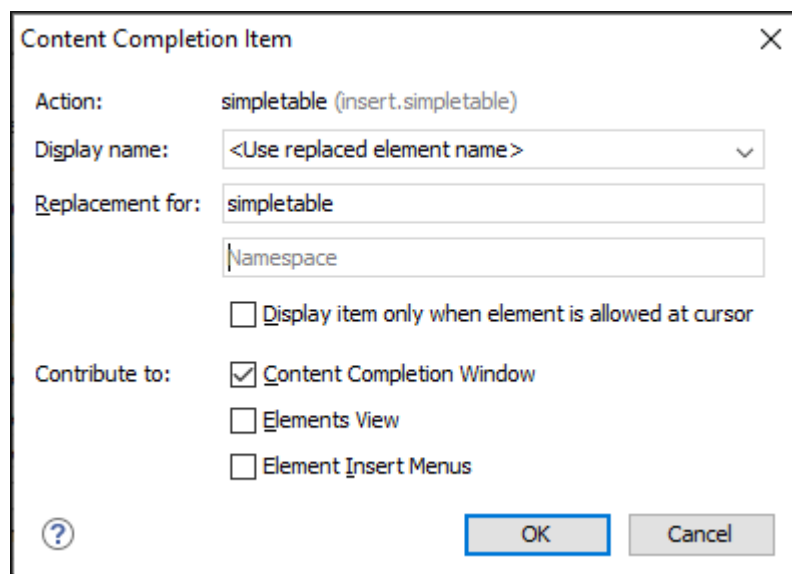 Content Completion Item
Action: simpletable (insert.simpletable)
Display name: <Use replaced element name>
Replacement for: simpletable
Namespace
Display item only when element is allowed at cursor
Contribute to: Content Completion Window
Elements View
Element Insert Menus
? OK Cancel